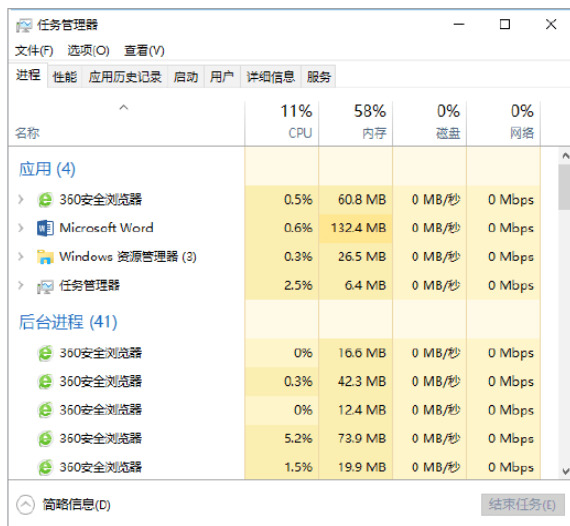 任务管理器
文件(F) 选项(O) 查看(V)
进程 性能 应用历史记录 启动 用户 详细信息 服务
11% 58% 0% 0%
名称 CPU 内存 磁盘 网络
应用 (4)
360安全浏览器 0.5% 60.8 MB 0 MB/秒 0 Mbps
Microsoft Word 0.6% 132.4 MB 0 MB/秒 0 Mbps
Windows 资源管理器 (3) 0.3% 26.5 MB 0 MB/秒 0 Mbps
任务管理器 2.5% 6.4 MB 0 MB/秒 0 Mbps
后台进程 (41)
360安全浏览器 0% 16.6 MB 0 MB/秒 0 Mbps
360安全浏览器 0.3% 42.3 MB 0 MB/秒 0 Mbps
360安全浏览器 0% 12.4 MB 0 MB/秒 0 Mbps
360安全浏览器 5.2% 73.9 MB 0 MB/秒 0 Mbps
360安全浏览器 1.5% 19.9 MB 0 MB/秒 0 Mbps
简略信息(D) 结束任务(E)